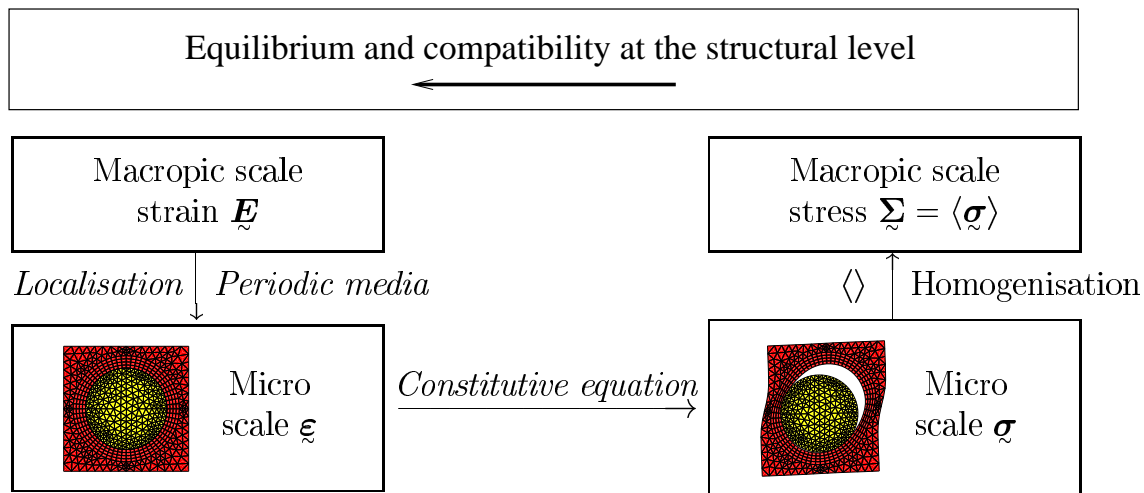 Equilibrium and compatibility at the structural level
Macropic scale
strain E
Macropic scale
stress Σ = ⟨σ⟩
Localisation Periodic media
⟨⟩ Homogenisation
Micro
scale ε
Constitutive equation
Micro
scale σ